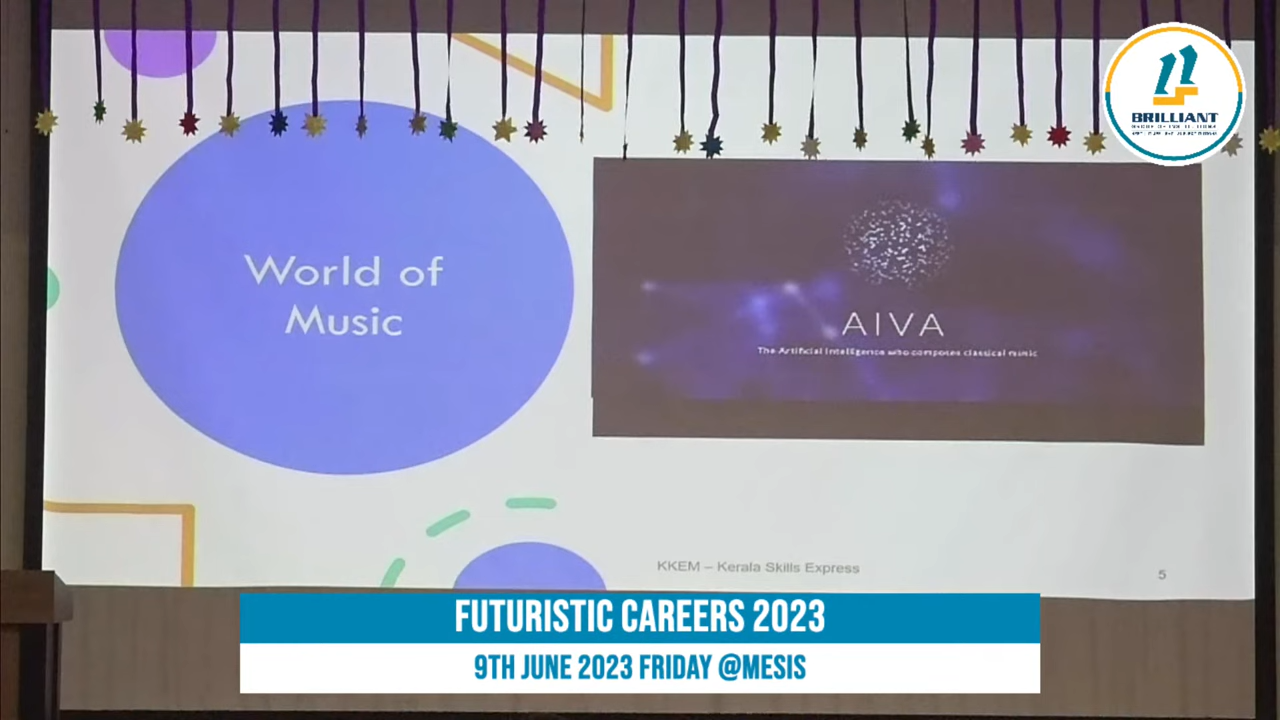 BRILLIANT
World of
Music
AIVA
The Artificial Intelligence who composes classical music
KKEM – Kerala Skills Express
5
FUTURISTIC CAREERS 2023
9TH JUNE 2023 FRIDAY @MESIS